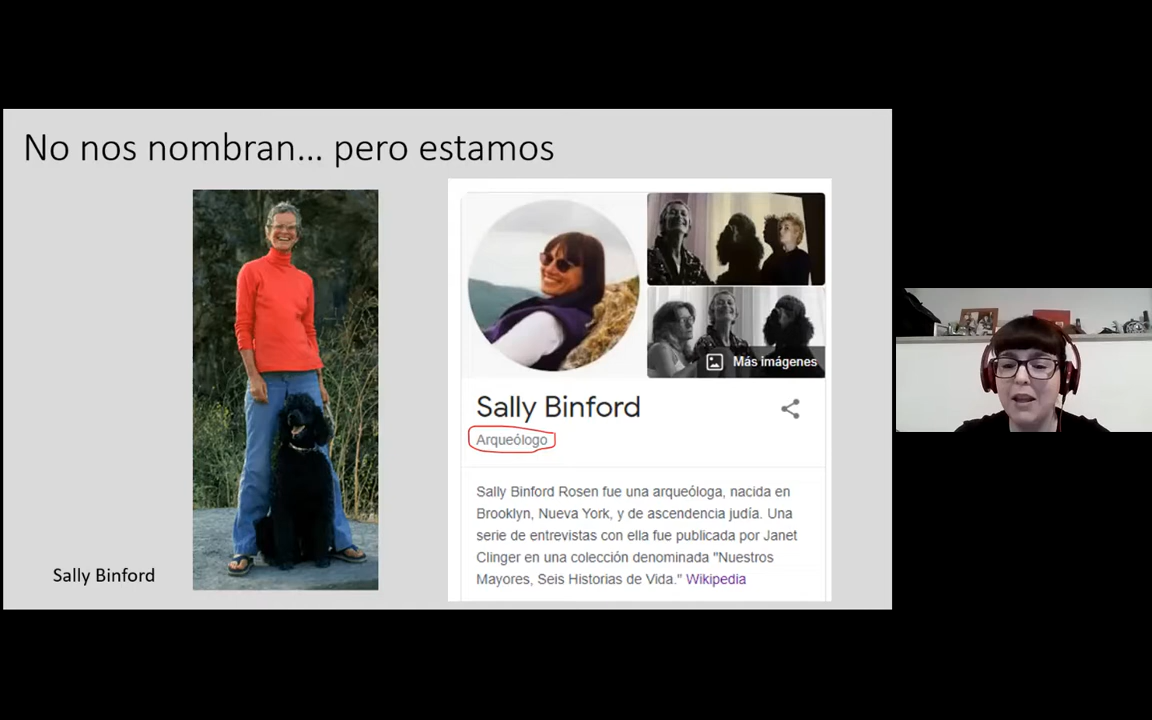 No nos nombran... pero estamos
Más imágenes
Sally Binford
Arqueólogo
Sally Binford Rosen fue una arqueóloga, nacida en
Brooklyn, Nueva York, y de ascendencia judía. Una
serie de entrevistas con ella fue publicada por Janet
Clinger en una colección denominada "Nuestros
Mayores, Seis Historias de Vida." Wikipedia
Sally Binford